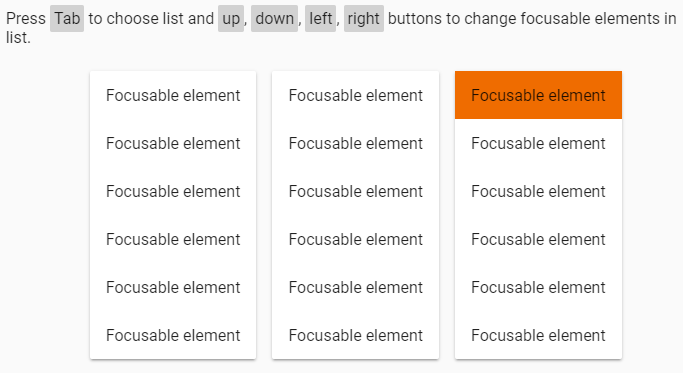 Press Tab to choose list and up, down, left, right buttons to change focusable elements in
list.
Focusable element Focusable element Focusable element
Focusable element Focusable element Focusable element
Focusable element Focusable element Focusable element
Focusable element Focusable element Focusable element
Focusable element Focusable element Focusable element
Focusable element Focusable element Focusable element